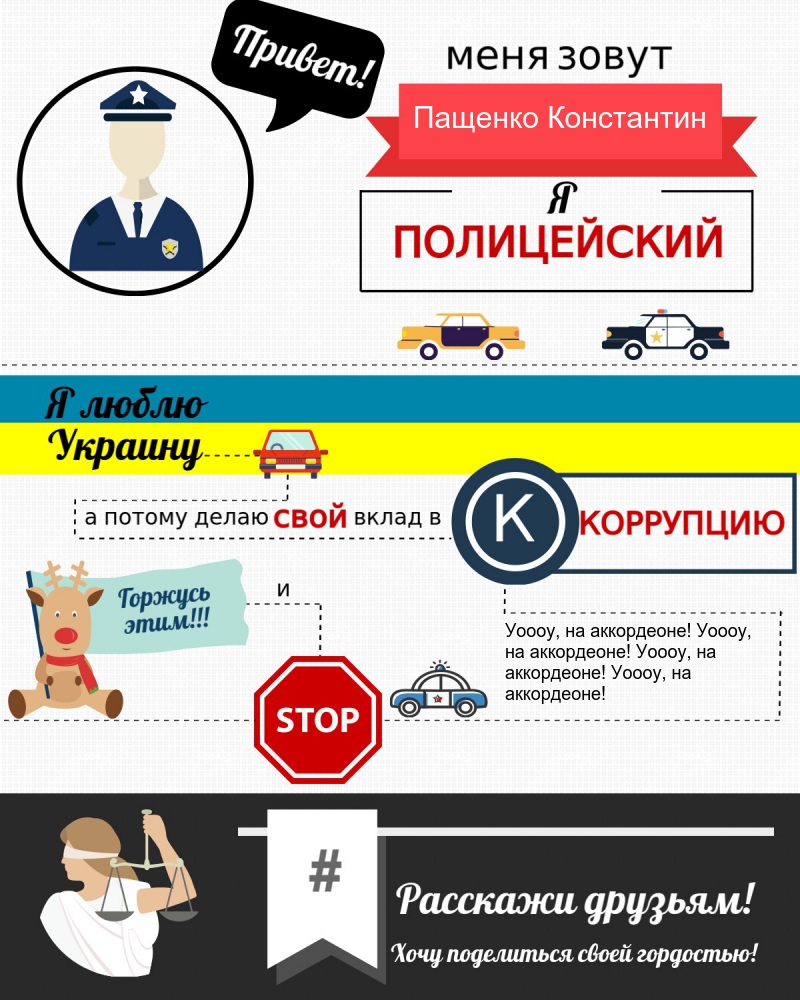 Привет!
меня зовут
Пащенко Константин
Я
ПОЛИЦЕЙСКИЙ
Я люблю
Украину
а потому делаю СВОЙ вклад в
К
КОРРУПЦИЮ
Горжусь
этим!!!
и
Уоооу, на аккордеоне! Уоооу,
на аккордеоне! Уоооу, на
аккордеоне! Уоооу, на
аккордеоне!
STOP
#
Расскажи друзьям!
Хочу поделиться своей гордостью!